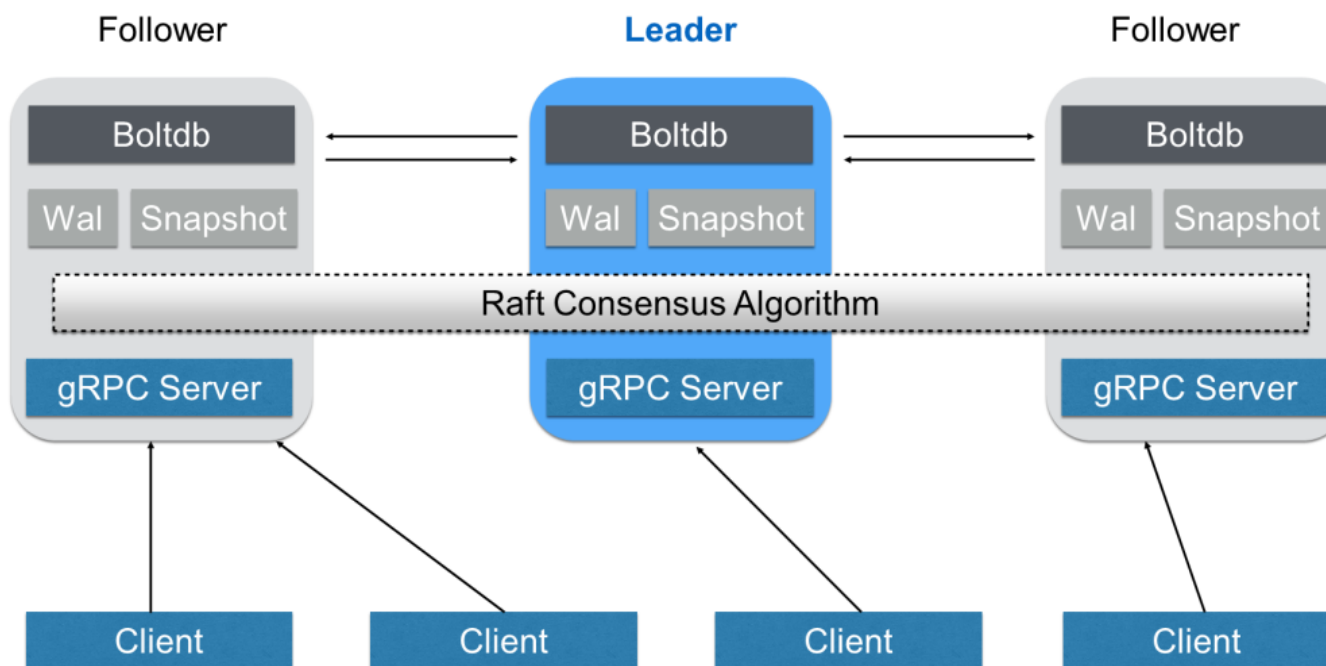 Follower
Leader
Follower
Boltdb
Boltdb
Boltdb
Wal
Snapshot
Wal
Snapshot
Wal
Snapshot
Raft Consensus Algorithm
gRPC Server
gRPC Server
gRPC Server
Client
Client
Client
Client